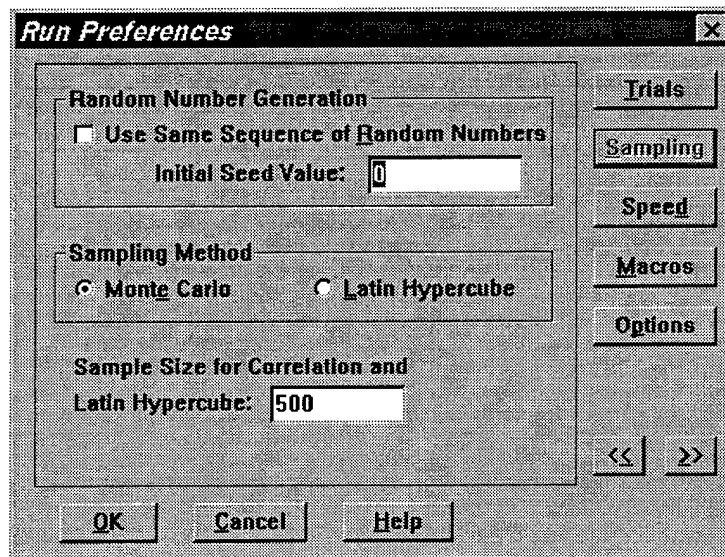 Run Preferences
Random Number Generation
Use Same Sequence of Random Numbers
Initial Seed Value: 0
Sampling Method
Monte Carlo
Latin Hypercube
Sample Size for Correlation and
Latin Hypercube: 500
Trials
Sampling
Speed
Macros
Options
<< >>
OK Cancel Help